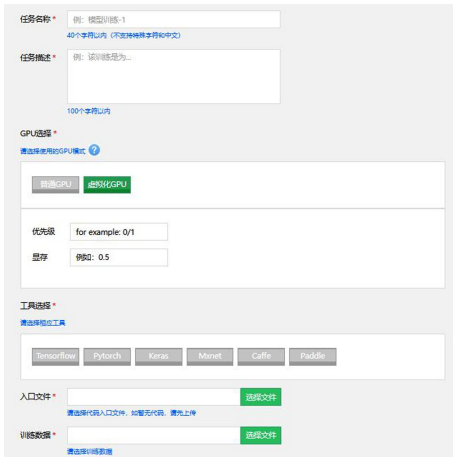 任务名称 * 例：模型训练-1
40个字符以内（不支持特殊字符和中文）
任务描述 * 例：该训练是为...
100个字符以内
GPU选择 *
请选择使用的GPU模式 ?
普通GPU 虚拟化GPU
优先级 for example: 0/1
显存 例如：0.5
工具选择 *
请选择相应工具
Tensorflow Pytorch Keras Mxnet Caffe Paddle
入口文件 * 选择文件
请选择代码入口文件，如暂无代码，请先上传
训练数据 * 选择文件
请选择训练数据